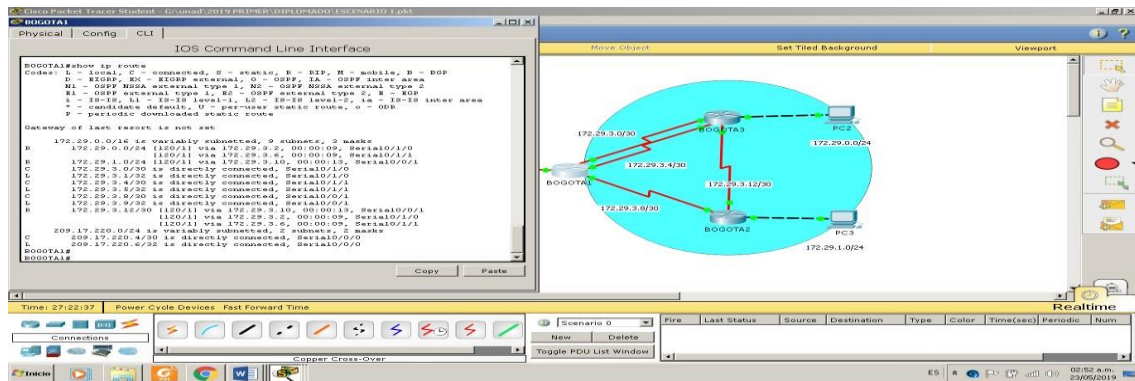 Cisco Packet Tracer Student - G:\unad\2019 PRIMER\DIPLOMADO\ESCENARIO 1.pkt
BOGOTA1
Physical Config CLI
IOS Command Line Interface
BOGOTA1#show ip route
Codes: L - local, C - connected, S - static, R - RIP, M - mobile, B - BGP
D - EIGRP, EX - EIGRP external, O - OSPF, IA - OSPF inter area
N1 - OSPF NSSA external type 1, N2 - OSPF NSSA external type 2
E1 - OSPF external type 1, E2 - OSPF external type 2, E - EGP
i - IS-IS, L1 - IS-IS level-1, L2 - IS-IS level-2, ia - IS-IS inter area
* - candidate default, U - per-user static route, o - ODR
P - periodic downloaded static route
Gateway of last resort is not set
172.29.0.0/16 is variably subnetted, 9 subnets, 3 masks
R 172.29.0.0/24 [120/1] via 172.29.3.2, 00:00:09, Serial0/1/0
[120/1] via 172.29.3.6, 00:00:09, Serial0/1/1
R 172.29.1.0/24 [120/1] via 172.29.3.10, 00:00:13, Serial0/0/1
C 172.29.3.0/30 is directly connected, Serial0/1/0
L 172.29.3.1/32 is directly connected, Serial0/1/0
C 172.29.3.4/30 is directly connected, Serial0/1/1
L 172.29.3.5/32 is directly connected, Serial0/1/1
C 172.29.3.8/30 is directly connected, Serial0/0/1
L 172.29.3.9/32 is directly connected, Serial0/0/1
R 172.29.3.12/30 [120/1] via 172.29.3.10, 00:00:13, Serial0/0/1
[120/1] via 172.29.3.2, 00:00:09, Serial0/1/0
[120/1] via 172.29.3.6, 00:00:09, Serial0/1/1
209.17.220.0/24 is variably subnetted, 2 subnets, 2 masks
C 209.17.220.4/30 is directly connected, Serial0/0/0
L 209.17.220.6/32 is directly connected, Serial0/0/0
BOGOTA1#
BOGOTA1#
Copy Paste
Move Object Set Tiled Background Viewport
172.29.3.0/30
BOGOTA3
PC2
172.29.0.0/24
172.29.3.4/30
BOGOTA1
172.29.3.12/30
172.29.3.8/30
BOGOTA2
PC3
172.29.1.0/24
Time: 27:22:37 Power Cycle Devices Fast Forward Time
Realtime
Connections
Copper Cross-Over
Scenario 0
New Delete
Toggle PDU List Window
Fire Last Status Source Destination Type Color Time(sec) Periodic Num
Inicio
ES
02:52 a.m.
23/05/2019